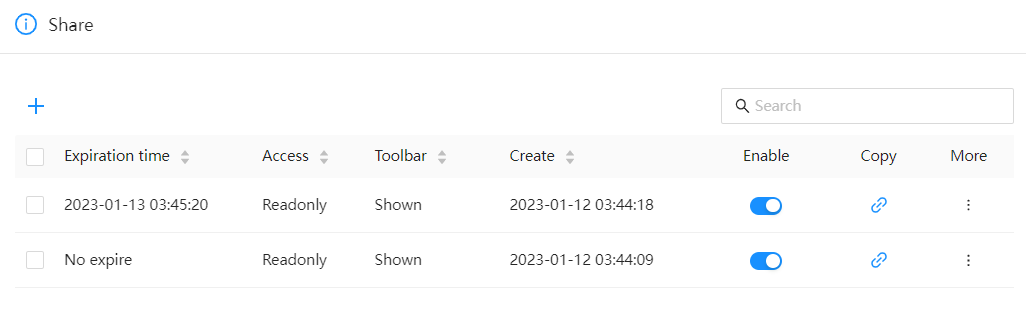 Share
Search
Expiration time Access Toolbar Create Enable Copy More
2023-01-13 03:45:20 Readonly Shown 2023-01-12 03:44:18
No expire Readonly Shown 2023-01-12 03:44:09